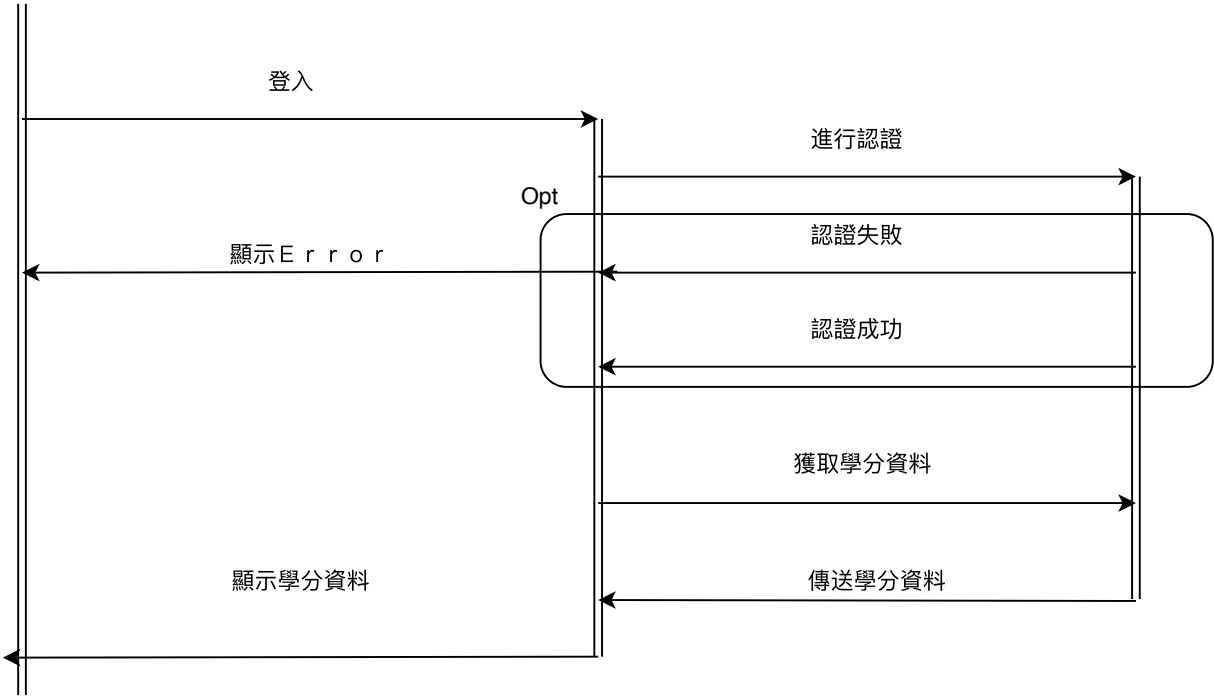 登入
進行認證
Opt
認證失敗
顯示Ｅｒｒｏｒ
認證成功
獲取學分資料
顯示學分資料
傳送學分資料